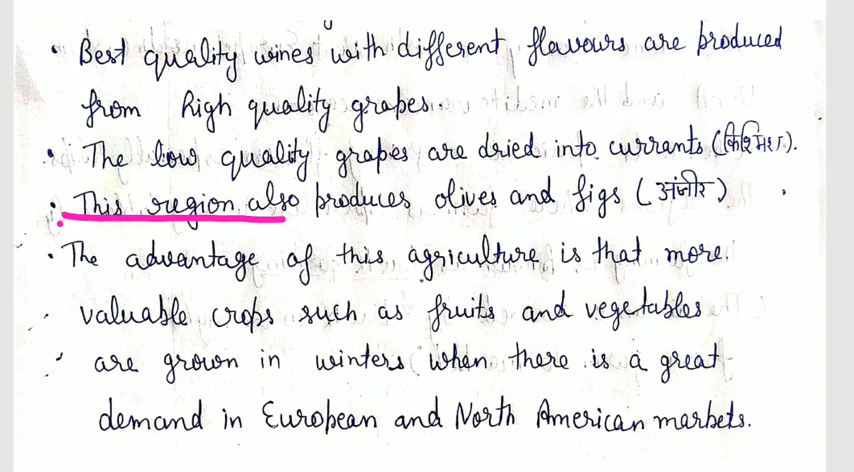 • Best quality wines with different flavours are produced
from high quality grapes.
• The low quality grapes are dried into currants (किशमिश).
• This region also produces olives and figs (अंजीर)
• The advantage of this agriculture is that more
valuable crops such as fruits and vegetables
are grown in winters when there is a great
demand in European and North American markets.